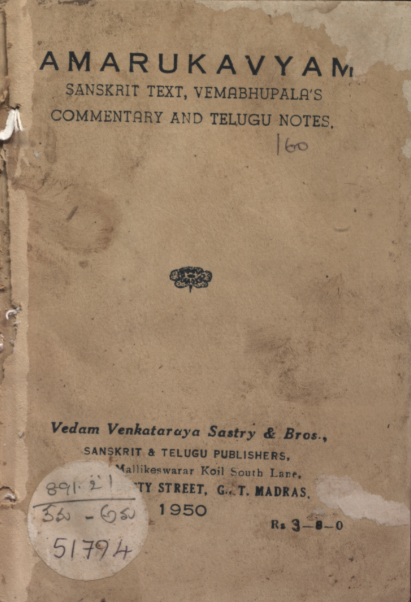 AMARUKAVYAM
SANSKRIT TEXT, VEMABHUPALA'S
COMMENTARY AND TELUGU NOTES.
160
Vedam Venkataraya Sastry & Bros.,
SANSKRIT & TELUGU PUBLISHERS,
Mallikeswarar Koil South Lane,
STREET, G. T. MADRAS.
1950
Rs 3-8-0
891.21
51794